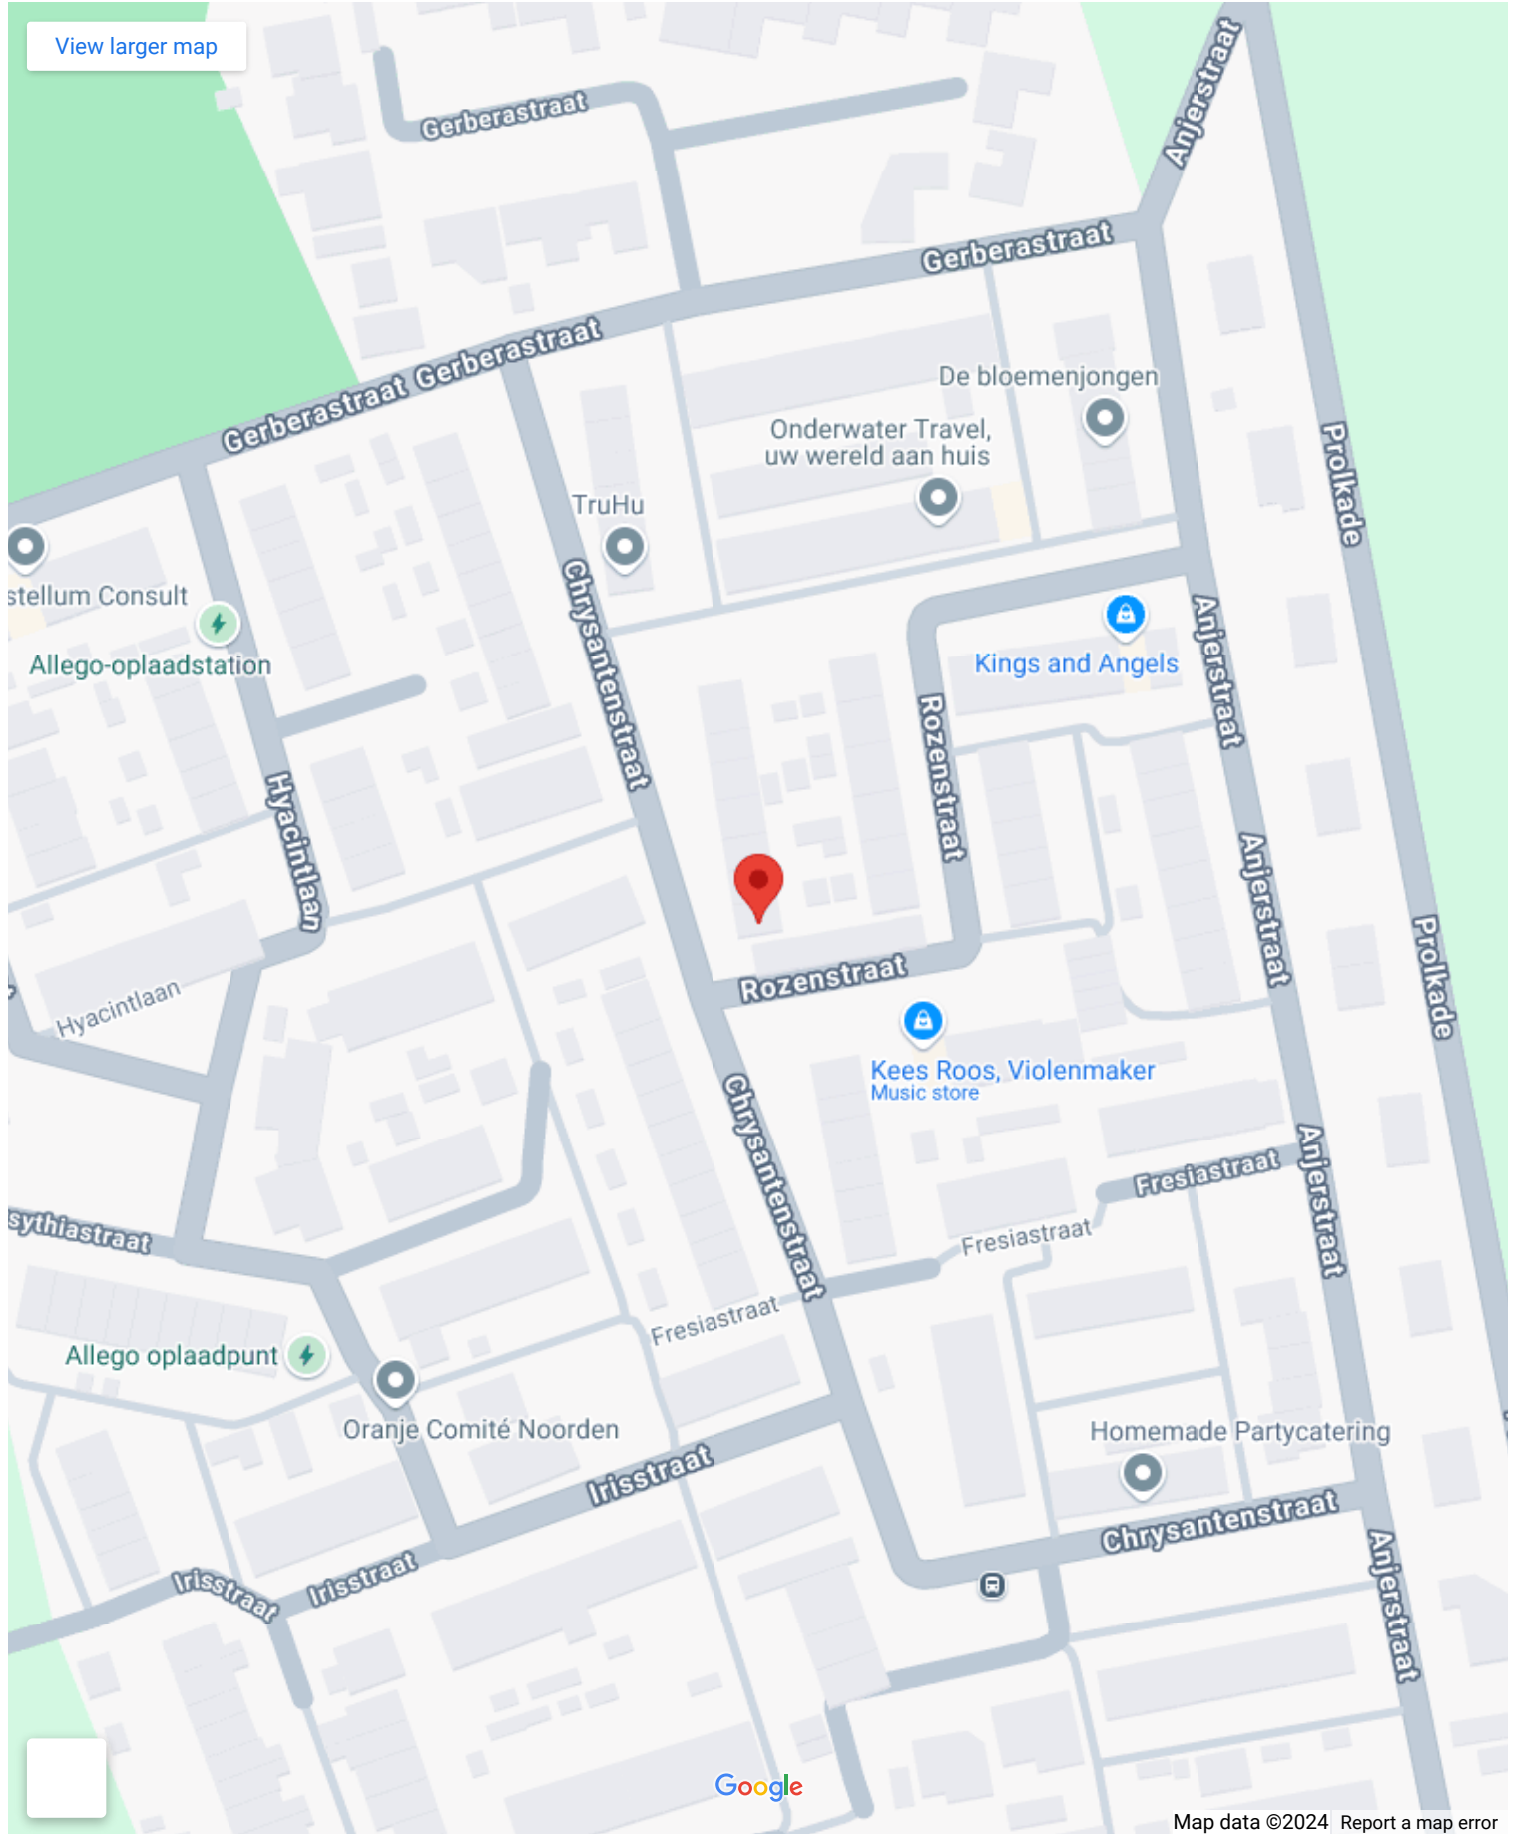 View larger map
Gerberastraat
Anjerstraat
Gerberastraat
Gerberastraat
Gerberastraat
De bloemenjongen
Onderwater Travel,
uw wereld aan huis
Prolkade
TruHu
stellum Consult
Chrysantenstraat
Allego-oplaadstation
Kings and Angels
Anjerstraat
Rozenstraat
Hyacintlaan
Anjerstraat
Prolkade
Rozenstraat
Hyacintlaan
Kees Roos, Violenmaker
Music store
Chrysantenstraat
Fresiastraat
Anjerstraat
Fresiastraat
sythiastraat
Fresiastraat
Allego oplaadpunt
Oranje Comité Noorden
Homemade Partycatering
Irisstraat
Chrysantenstraat
Irisstraat
Irisstraat
Anjerstraat
Google
Map data ©2024
Report a map error